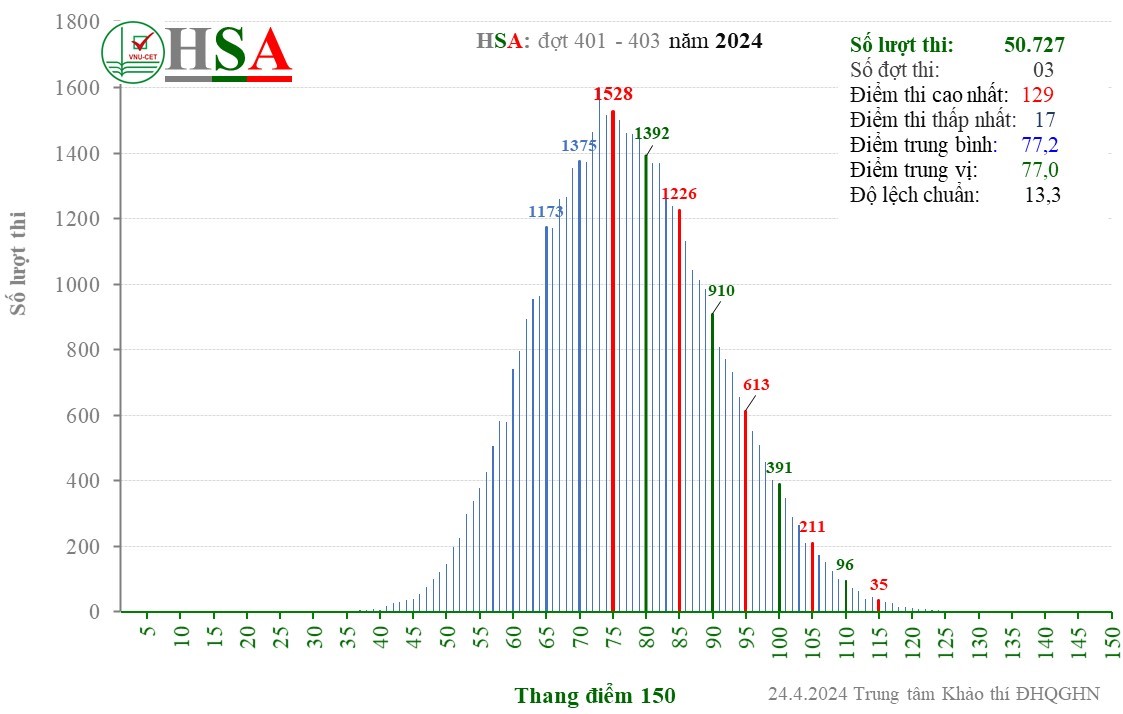 VNU-CET
HSA
HSA: đợt 401 - 403 năm 2024
Số lượt thi: 50.727
Số đợt thi: 03
Điểm thi cao nhất: 129
Điểm thi thấp nhất: 17
Điểm trung bình: 77,2
Điểm trung vị: 77,0
Độ lệch chuẩn: 13,3
Số lượt thi
1800
1600
1400
1200
1000
800
600
400
200
0
1173
1375
1528
1392
1226
910
613
391
211
96
35
5 10 15 20 25 30 35 40 45 50 55 60 65 70 75 80 85 90 95 100 105 110 115 120 125 130 135 140 145 150
Thang điểm 150
24.4.2024 Trung tâm Khảo thí ĐHQGHN